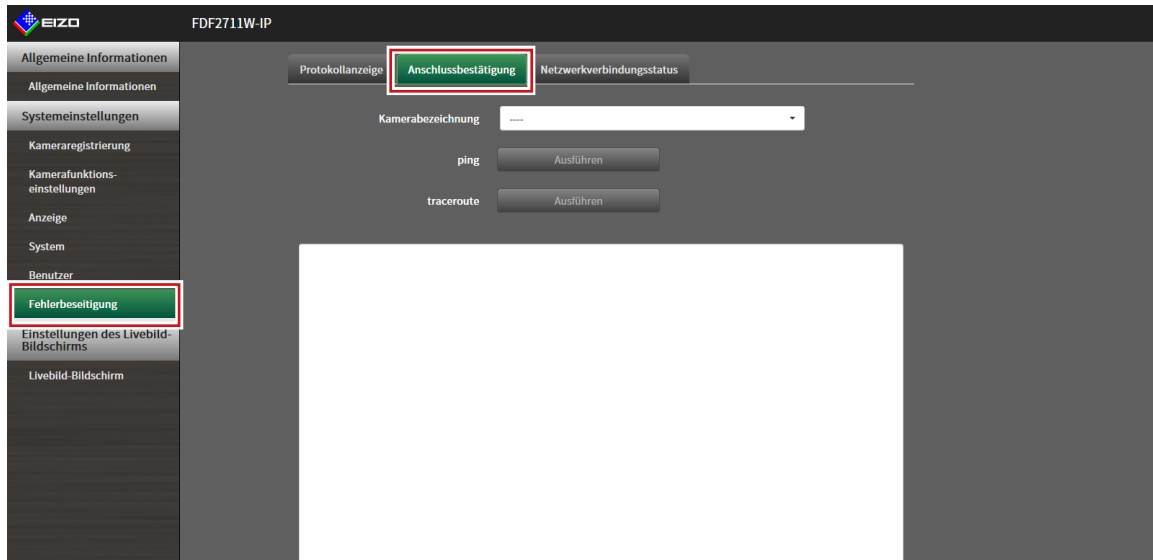 EIZO
FDF2711W-IP
Allgemeine Informationen
Allgemeine Informationen
Systemeinstellungen
Kameraregistrierung
Kamerafunktions-
einstellungen
Anzeige
System
Benutzer
Fehlerbeseitigung
Einstellungen des Livebild-
Bildschirms
Livebild-Bildschirm
Protokollanzeige
Anschlussbestätigung
Netzwerkverbindungsstatus
Kamerabezeichnung
----
ping
Ausführen
traceroute
Ausführen